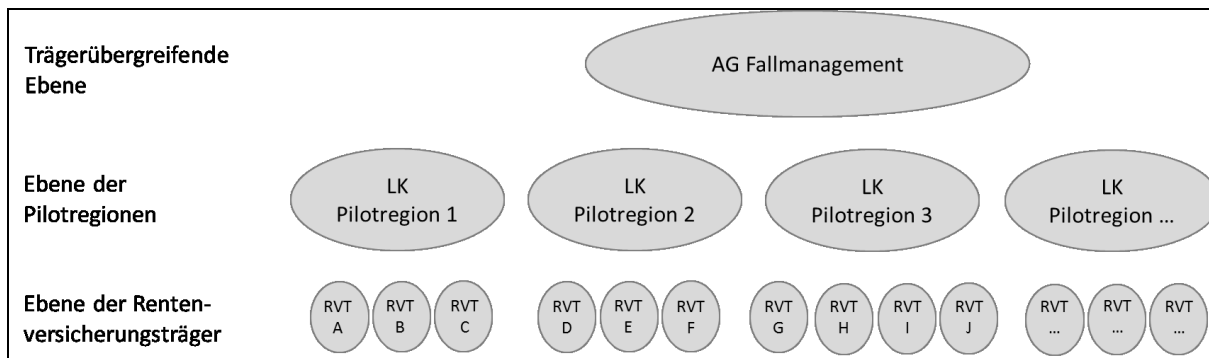 Trägerübergreifende
Ebene
AG Fallmanagement
Ebene der
Pilotregionen
LK
Pilotregion 1
LK
Pilotregion 2
LK
Pilotregion 3
LK
Pilotregion ...
Ebene der Renten-
versicherungsträger
RVT
A
RVT
B
RVT
C
RVT
D
RVT
E
RVT
F
RVT
G
RVT
H
RVT
I
RVT
J
RVT
...
RVT
...
RVT
...